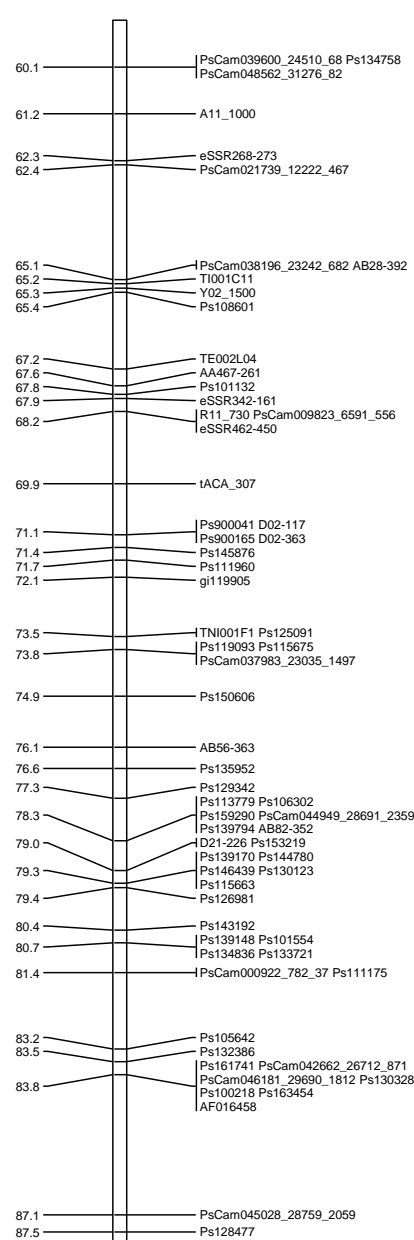 60.1 PsCam039600_24510_68 Ps134758
PsCam048562_31276_82
61.2 A11_1000
62.3 eSSR268-273
62.4 PsCam021739_12222_467
65.1 PsCam038196_23242_682 AB28-392
65.2 TI001C11
65.3 Y02_1500
65.4 Ps108601
67.2 TE002L04
67.6 AA467-261
67.8 Ps101132
67.9 eSSR342-161
68.2 R11_730 PsCam009823_6591_556
eSSR462-450
69.9 tACA_307
71.1 Ps900041 D02-117
Ps900165 D02-363
71.4 Ps145876
71.7 Ps111960
72.1 gi119905
73.5 TNI001F1 Ps125091
73.8 Ps119093 Ps115675
PsCam037983_23035_1497
74.9 Ps150606
76.1 AB56-363
76.6 Ps135952
77.3 Ps129342
78.3 Ps113779 Ps106302
Ps159290 PsCam044949_28691_2359
Ps139794 AB82-352
79.0 D21-226 Ps153219
79.3 Ps139170 Ps144780
Ps146439 Ps130123
Ps115663
79.4 Ps126981
80.4 Ps143192
80.7 Ps139148 Ps101554
Ps134836 Ps133721
81.4 PsCam000922_782_37 Ps111175
83.2 Ps105642
83.5 Ps132386
83.8 Ps161741 PsCam042662_26712_871
PsCam046181_29690_1812 Ps130328
Ps100218 Ps163454
AF016458
87.1 PsCam045028_28759_2059
87.5 Ps128477